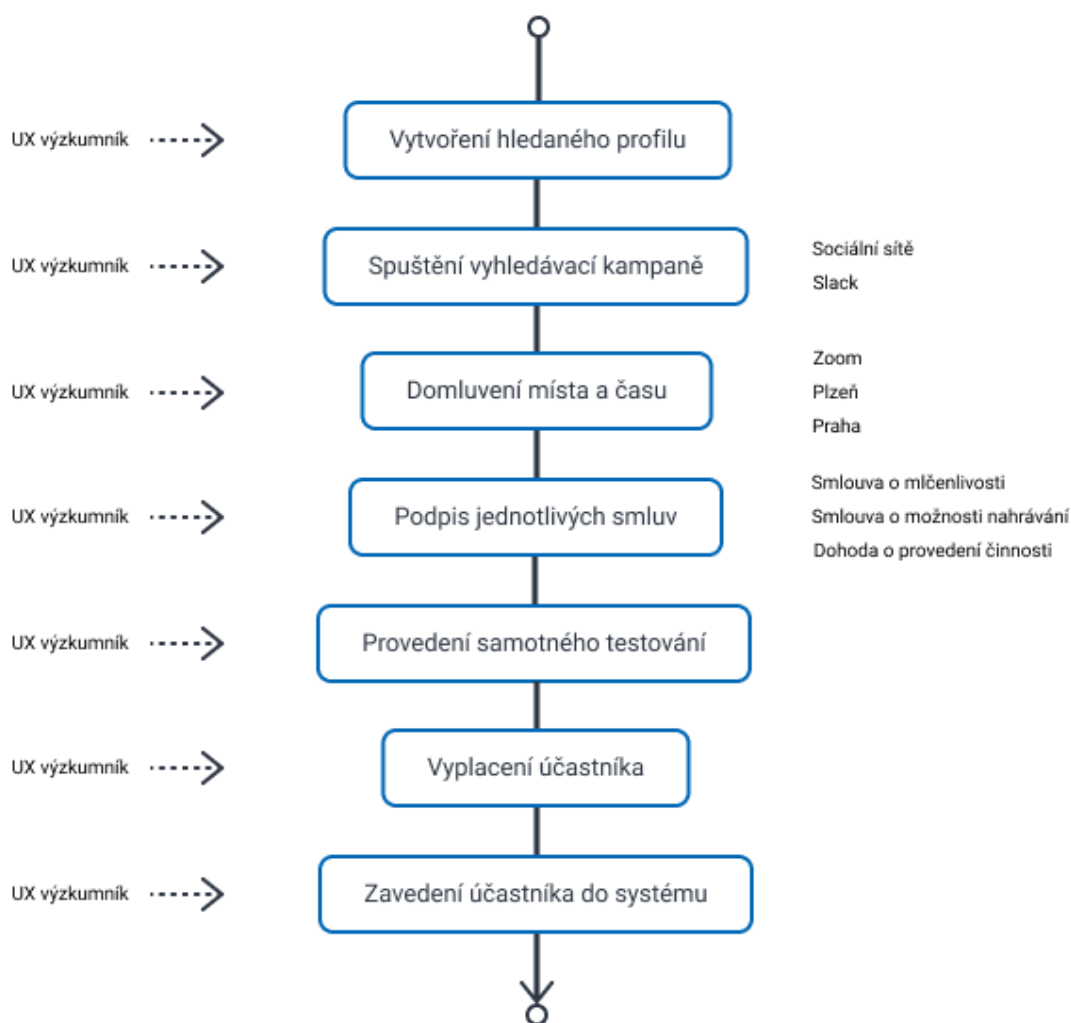 UX výzkumník
Vytvoření hledaného profilu
UX výzkumník
Spuštění vyhledávací kampaně
Sociální sítě
Slack
UX výzkumník
Domluvení místa a času
Zoom
Plzeň
Praha
UX výzkumník
Podpis jednotlivých smluv
Smlouva o mlčenlivosti
Smlouva o možnosti nahrávání
Dohoda o provedení činnosti
UX výzkumník
Provedení samotného testování
UX výzkumník
Vyplacení účastníka
UX výzkumník
Zavedení účastníka do systému